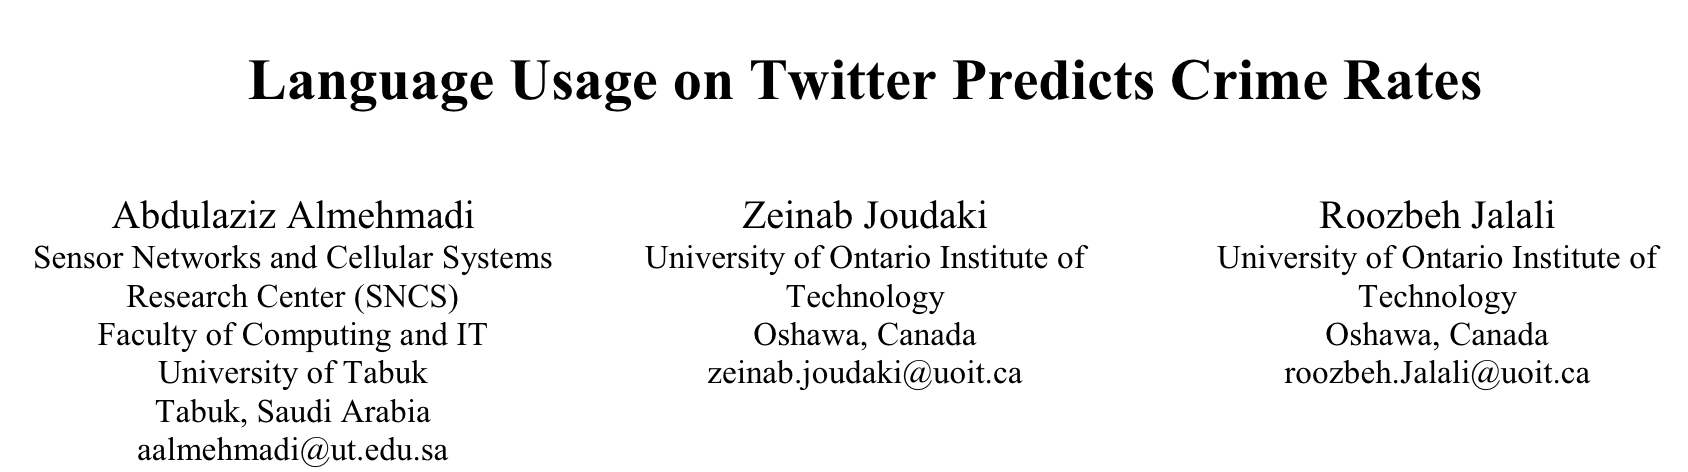 Language Usage on Twitter Predicts Crime Rates
Abdulaziz Almehmadi
Sensor Networks and Cellular Systems
Research Center (SNCS)
Faculty of Computing and IT
University of Tabuk
Tabuk, Saudi Arabia
aalmehmadi@ut.edu.sa
Zeinab Joudaki
University of Ontario Institute of
Technology
Oshawa, Canada
zeinab.joudaki@uoit.ca
Roozbeh Jalali
University of Ontario Institute of
Technology
Oshawa, Canada
roozbeh.Jalali@uoit.ca